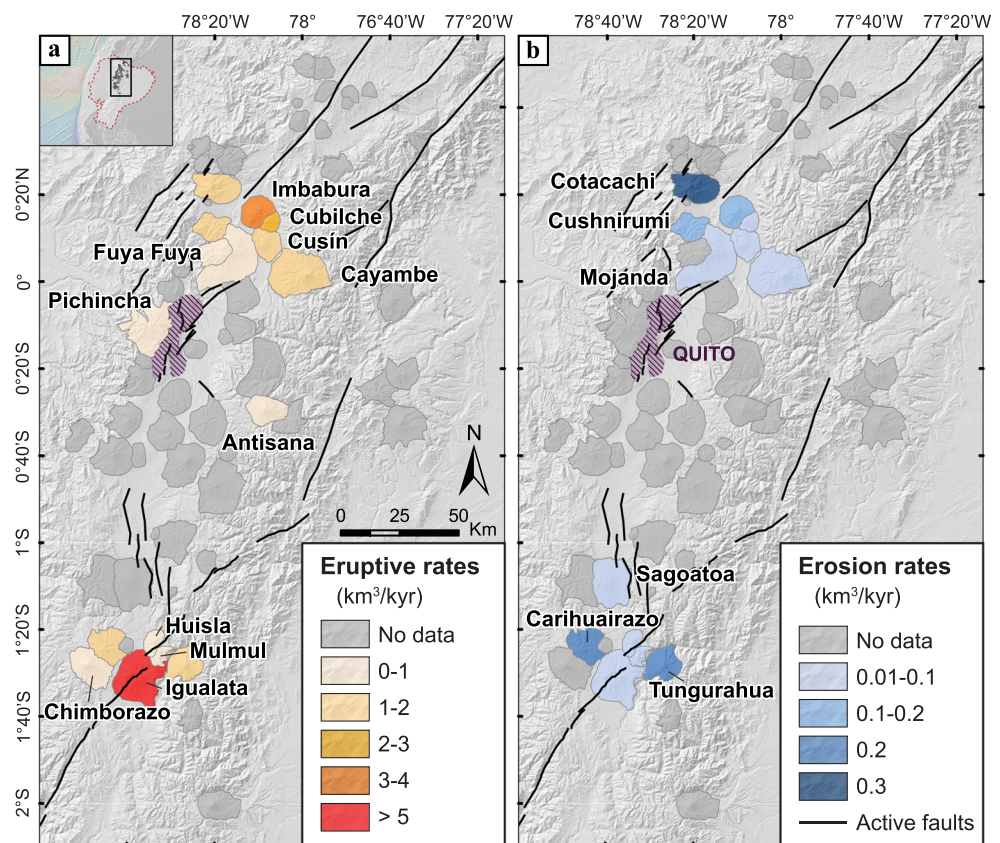 78°20'W 78° 76°40'W 77°20'W
78°40'W 78°20'W 78° 77°40'W 77°20'W
a
b
0°20'N
0°
0°20'S
0°40'S
1°S
1°20'S
1°40'S
2°S
Imbabura
Cubilche
Cusín
Fuya Fuya
Cayambe
Pichincha
Antisana
N
0 25 50
Km
Huisla
Mulmul
Igualata
Chimborazo
Eruptive rates
(km³/kyr)
No data
0-1
1-2
2-3
3-4
> 5
Cotacachi
Cushnirumi
Mojanda
QUITO
Sagoatoa
Carihuairazo
Tungurahua
Erosion rates
(km³/kyr)
No data
0.01-0.1
0.1-0.2
0.2
0.3
Active faults